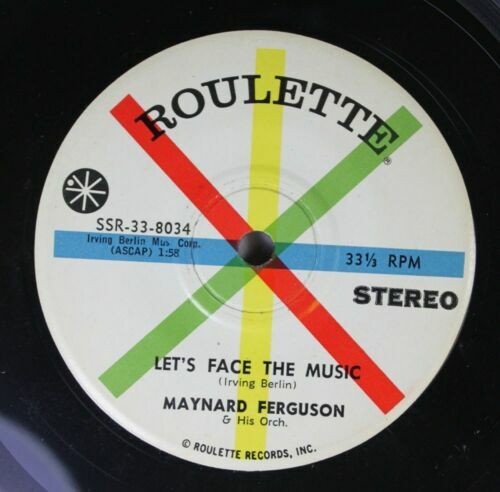 ROULETTE®
SSR-33-8034
Irving Berlin Mus Corp.
(ASCAP) 1:58
33⅓ RPM
STEREO
LET'S FACE THE MUSIC
(Irving Berlin)
MAYNARD FERGUSON
& His Orch.
© ROULETTE RECORDS, INC.